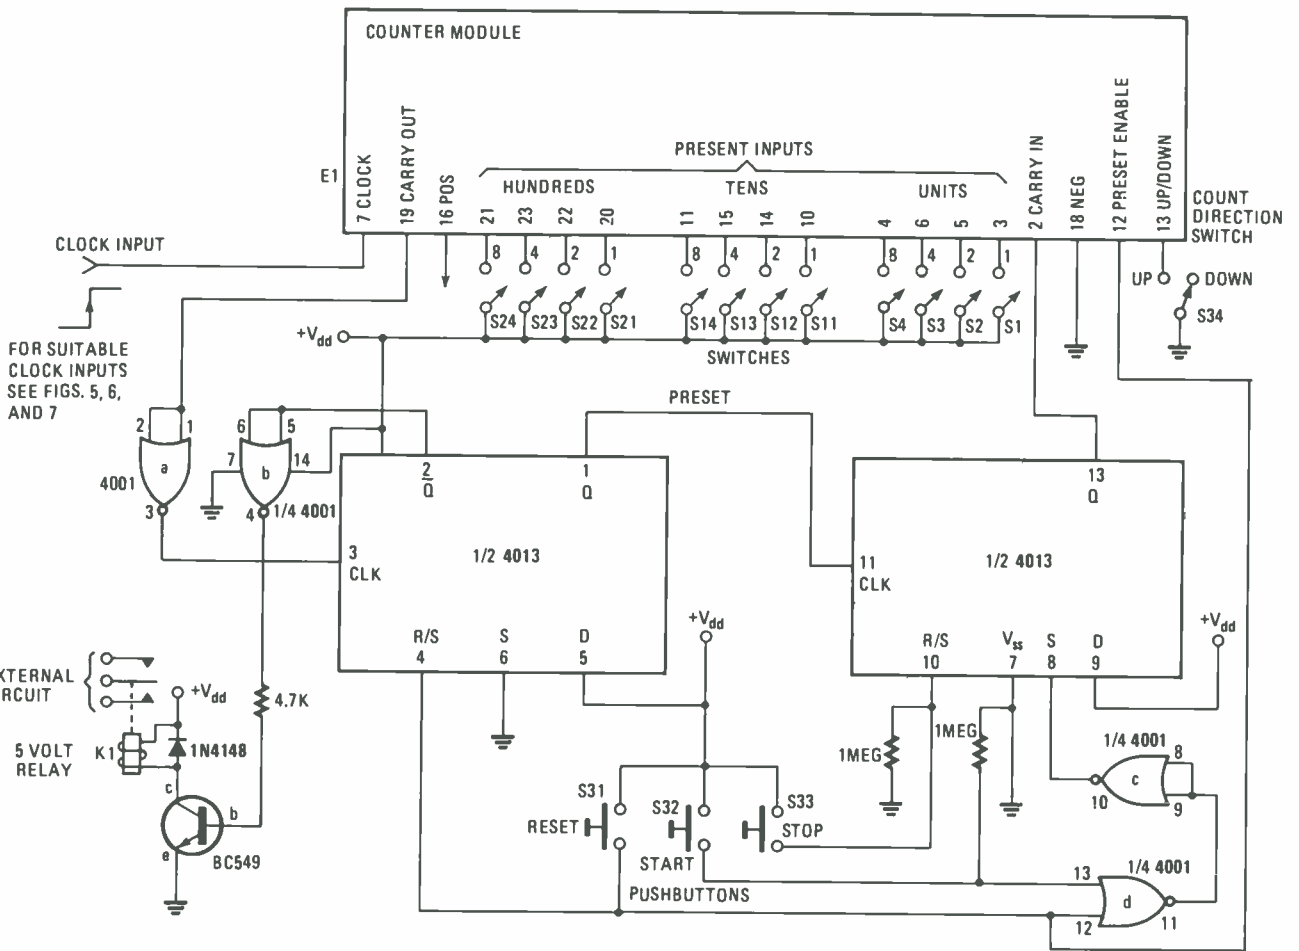 COUNTER MODULE
E1
7 CLOCK
19 CARRY OUT
16 POS
PRESENT INPUTS
HUNDREDS
TENS
UNITS
21
23
22
20
11
15
14
10
4
6
5
3
2 CARRY IN
18 NEG
12 PRESET ENABLE
13 UP/DOWN
COUNT
DIRECTION
SWITCH
CLOCK INPUT
8
4
2
1
8
4
2
1
8
4
2
1
UP
DOWN
S24
S23
S22
S21
S14
S13
S12
S11
S4
S3
S2
S1
S34
+Vdd
SWITCHES
FOR SUITABLE
CLOCK INPUTS
SEE FIGS. 5, 6,
AND 7
PRESET
2
1
a
4001
3
6
5
7
14
b
4
1/4 4001
2
Q
1
Q
13
Q
1/2 4013
1/2 4013
3
CLK
11
CLK
R/S
4
S
6
D
5
+Vdd
R/S
10
Vss
7
S
8
D
9
+Vdd
XTERNAL
RCUIT
+Vdd
4.7K
5 VOLT
RELAY
K1
1N4148
c
b
e
BC549
1MEG
1MEG
1/4 4001
8
c
10
9
S31
RESET
S32
START
S33
STOP
PUSHBUTTONS
1/4 4001
13
d
12
11